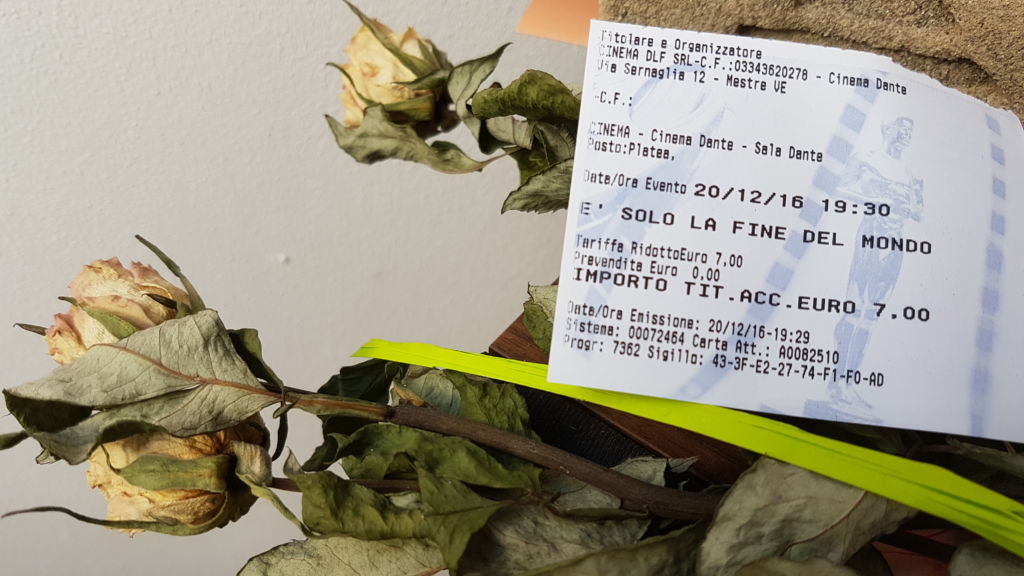 Titolare e Organizzatore
CINEMA DLF SRL-C.F.:03343620278 - Cinema Dante
Via Sernaglia 12 - Mestre VE
-C.F.:
CINEMA - Cinema Dante - Sala Dante
Posto:Platea,
Data/Ora Evento 20/12/16 19:30
E' SOLO LA FINE DEL MONDO
Tariffa RidottoEuro 7,00
Prevendita Euro 0,00
IMPORTO TIT.ACC.EURO 7,00
Data/Ora Emissione: 20/12/16-19:29
Sistema: 00072464 Carta Att.: A0082510
Progr: 7362 Sigillo: 43-3F-E2-27-74-F1-F0-AD